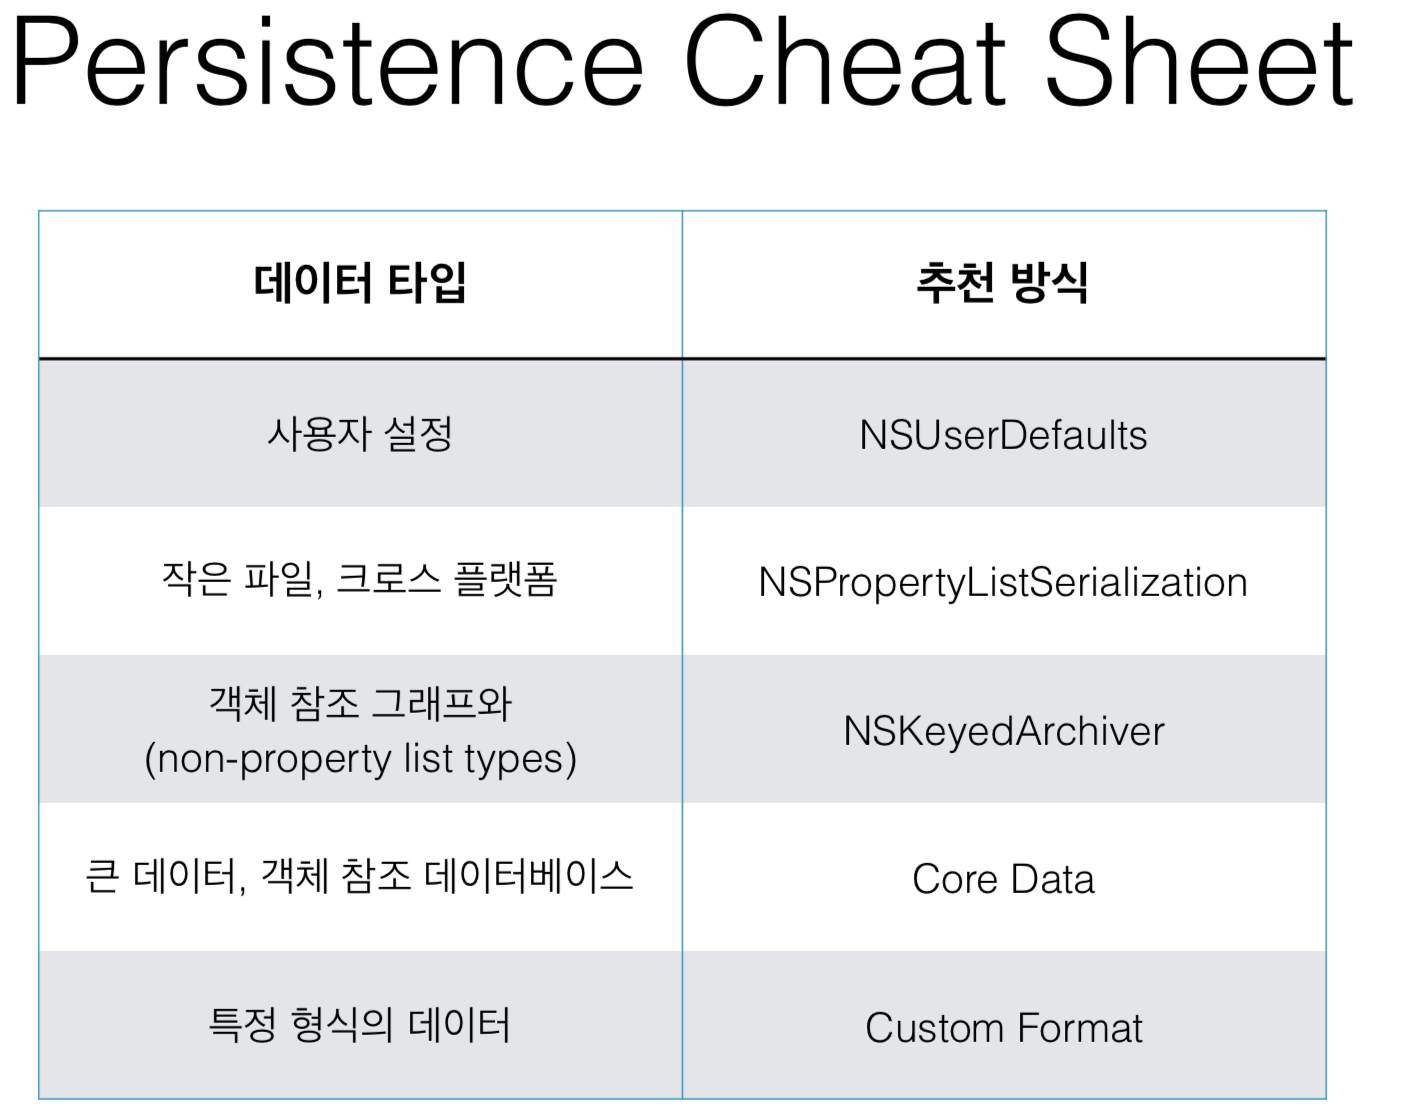 Persistence Cheat Sheet
데이터 타입
추천 방식
사용자 설정
NSUserDefaults
작은 파일, 크로스 플랫폼
NSPropertyListSerialization
객체 참조 그래프와
(non-property list types)
NSKeyedArchiver
큰 데이터, 객체 참조 데이터베이스
Core Data
특정 형식의 데이터
Custom Format